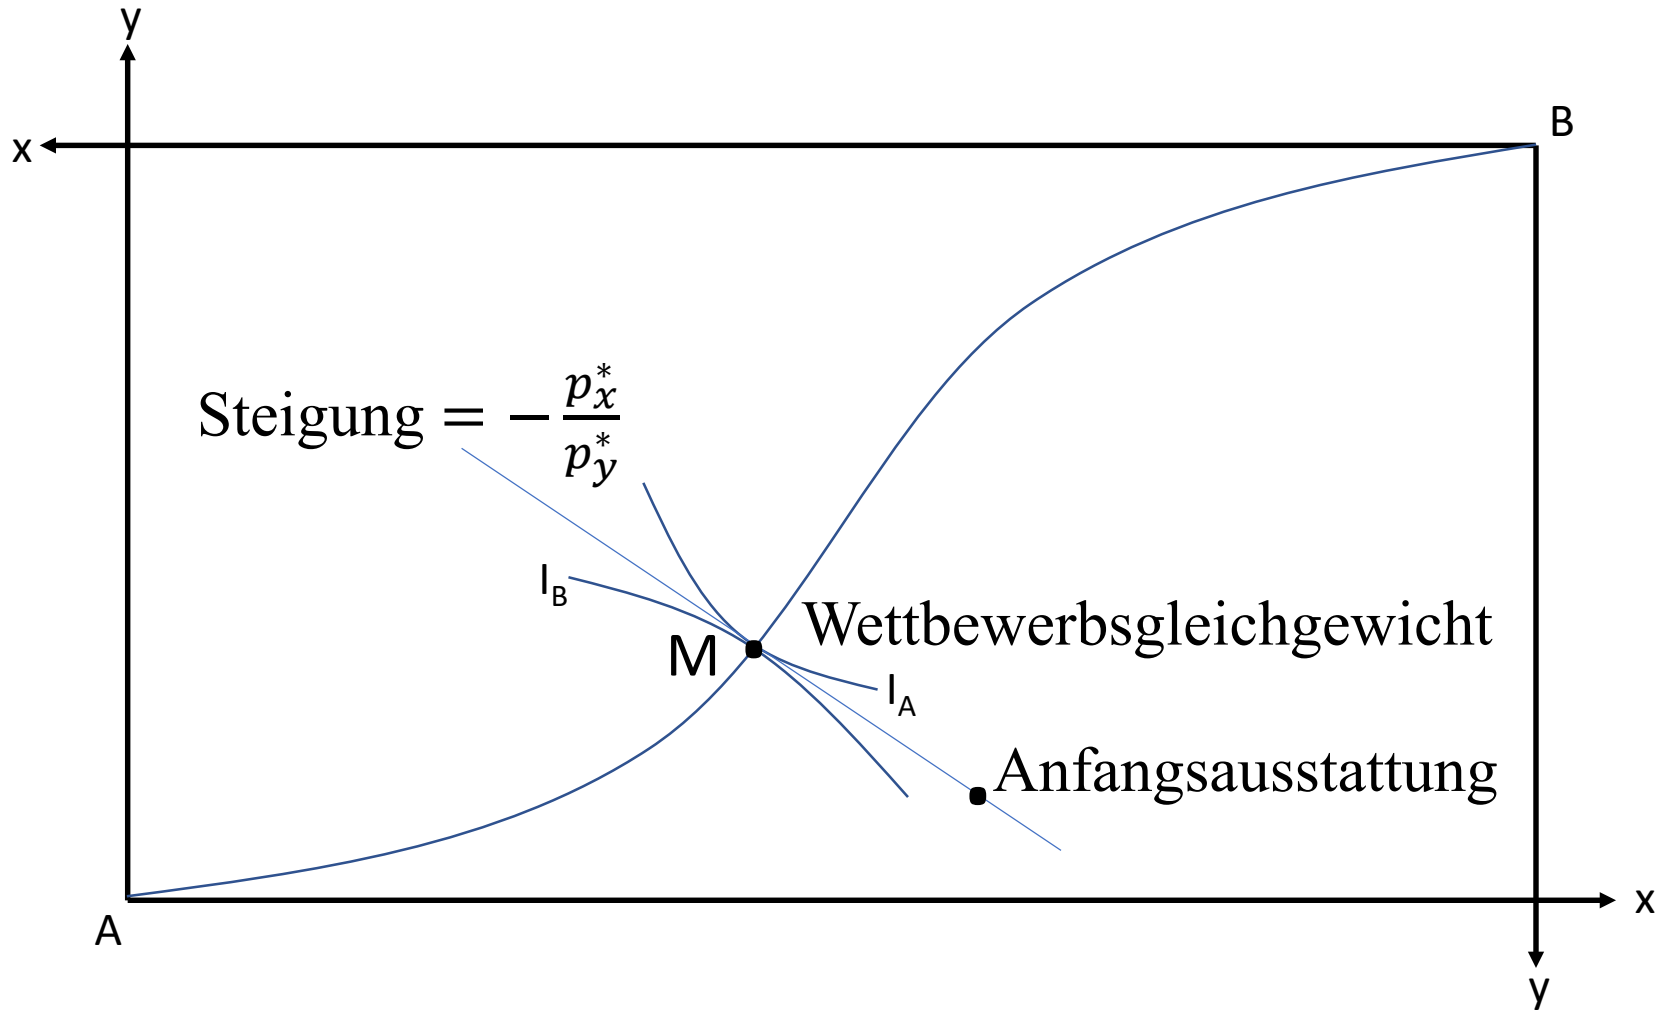 y
B
x
Steigung = − p*x / p*y
IB
Wettbewerbsgleichgewicht
M
IA
Anfangsausstattung
x
A
y